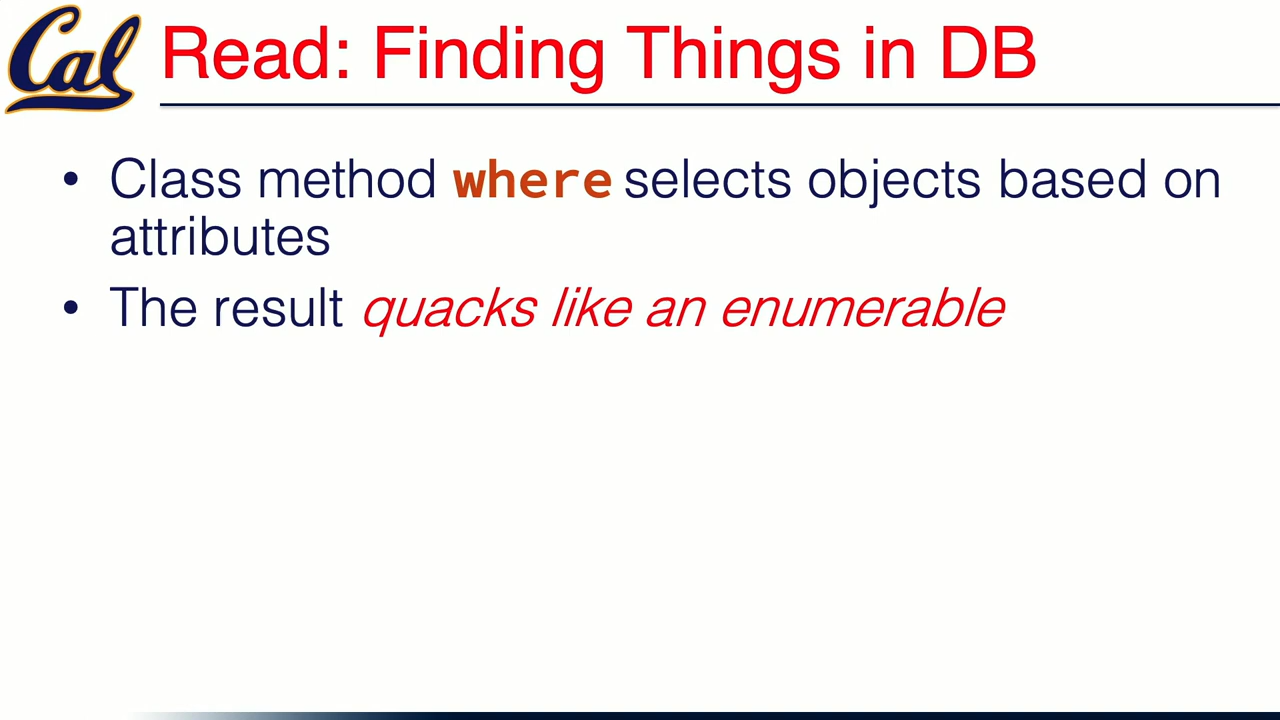 Cal
Read: Finding Things in DB
• Class method where selects objects based on
attributes
• The result quacks like an enumerable